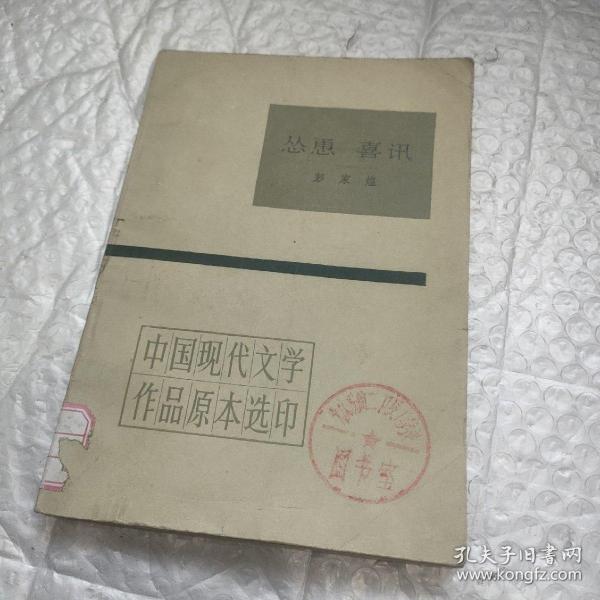 怂恿 喜讯
彭家煌
中国现代文学
作品原本选印
图书室
孔夫子旧书网
www.kongfz.com